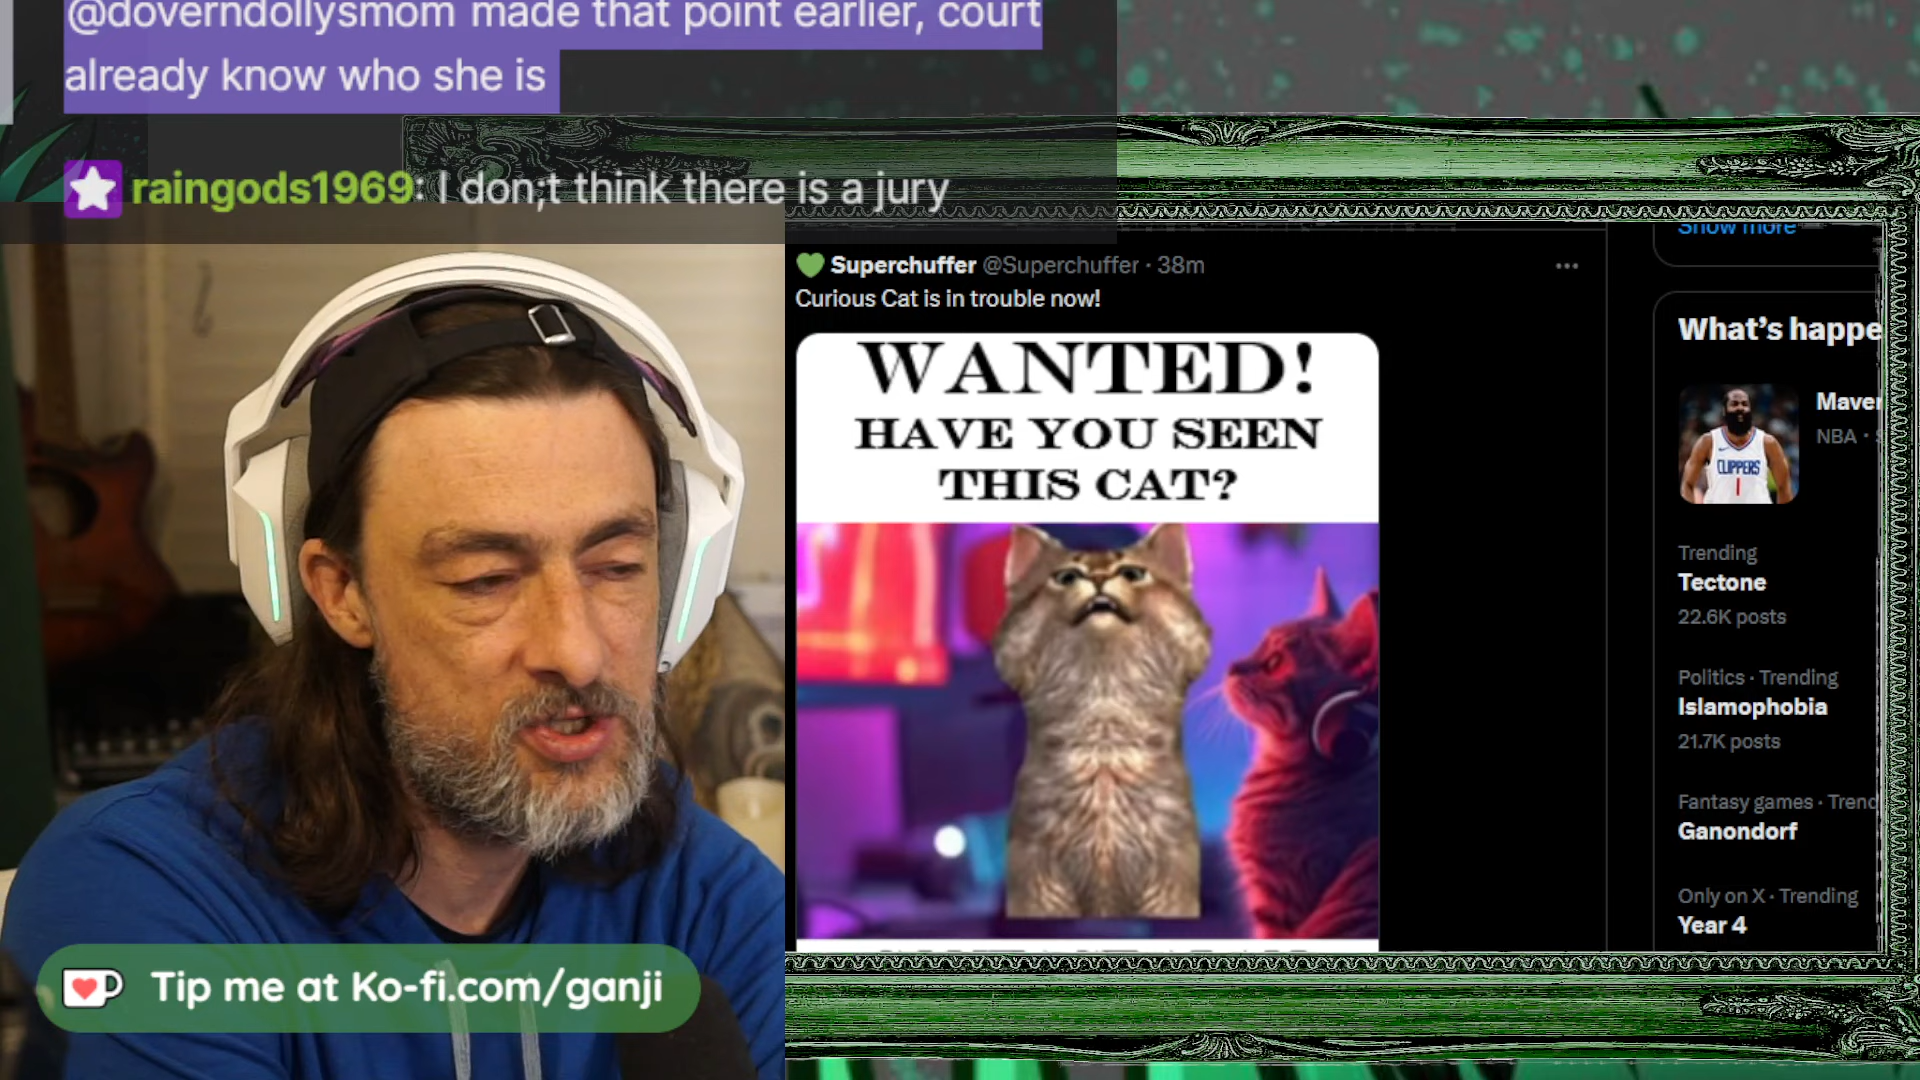 @doverndollysmom made that point earlier, court
already know who she is
raingods1969: I don;t think there is a jury
Show more
Superchuffer @Superchuffer · 38m
Curious Cat is in trouble now!
WANTED!
HAVE YOU SEEN
THIS CAT?
What's happe
Maver
NBA ·
CLIPPERS
1
Trending
Tectone
22.6K posts
Politics · Trending
Islamophobia
21.7K posts
Fantasy games · Trend
Ganondorf
Only on X · Trending
Year 4
Tip me at Ko-fi.com/ganji